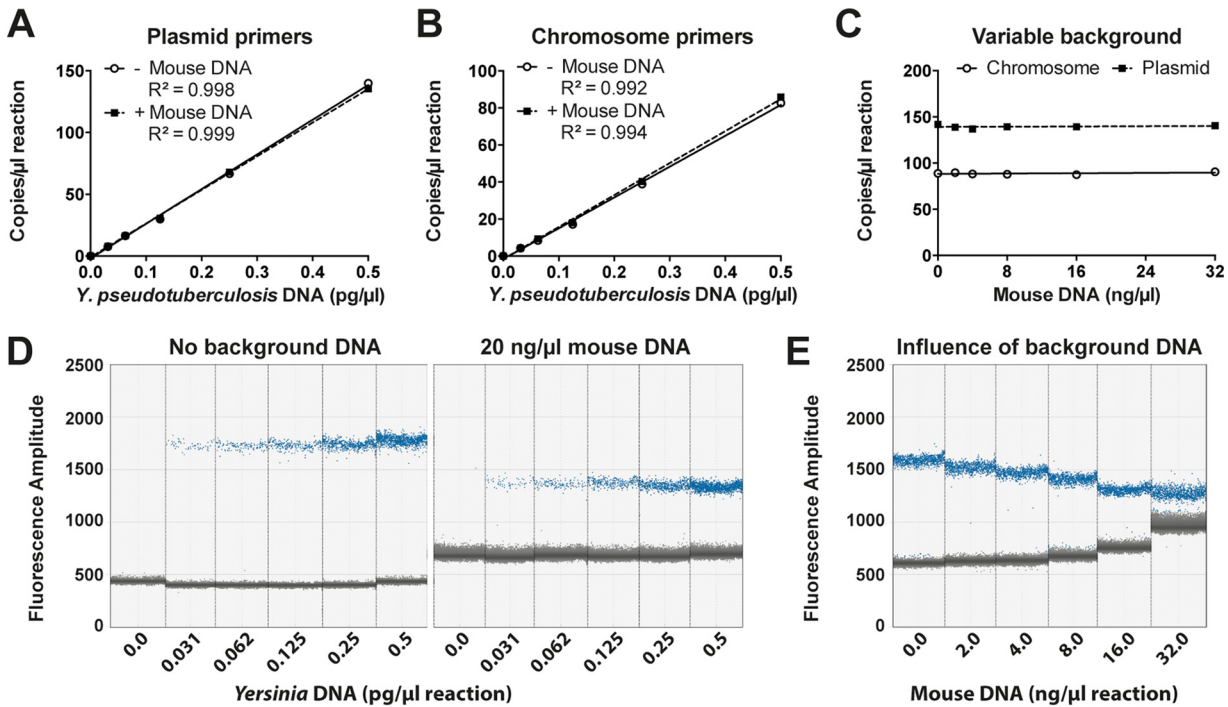 A
Plasmid primers
Copies/µl reaction
150
100
50
0
- Mouse DNA
R² = 0.998
+ Mouse DNA
R² = 0.999
0.0 0.1 0.2 0.3 0.4 0.5
Y. pseudotuberculosis DNA (pg/µl)
B
Chromosome primers
Copies/µl reaction
100
80
60
40
20
0
- Mouse DNA
R² = 0.992
+ Mouse DNA
R² = 0.994
0.0 0.1 0.2 0.3 0.4 0.5
Y. pseudotuberculosis DNA (pg/µl)
C
Variable background
Copies/µl reaction
200
150
100
50
0
Chromosome Plasmid
0 8 16 24 32
Mouse DNA (ng/µl)
D
No background DNA
20 ng/µl mouse DNA
Fluorescence Amplitude
2500
2000
1500
1000
500
0
0.0 0.031 0.062 0.125 0.25 0.5
0.0 0.031 0.062 0.125 0.25 0.5
Yersinia DNA (pg/µl reaction)
E
Influence of background DNA
Fluorescence Amplitude
2500
2000
1500
1000
500
0
0.0 2.0 4.0 8.0 16.0 32.0
Mouse DNA (ng/µl reaction)